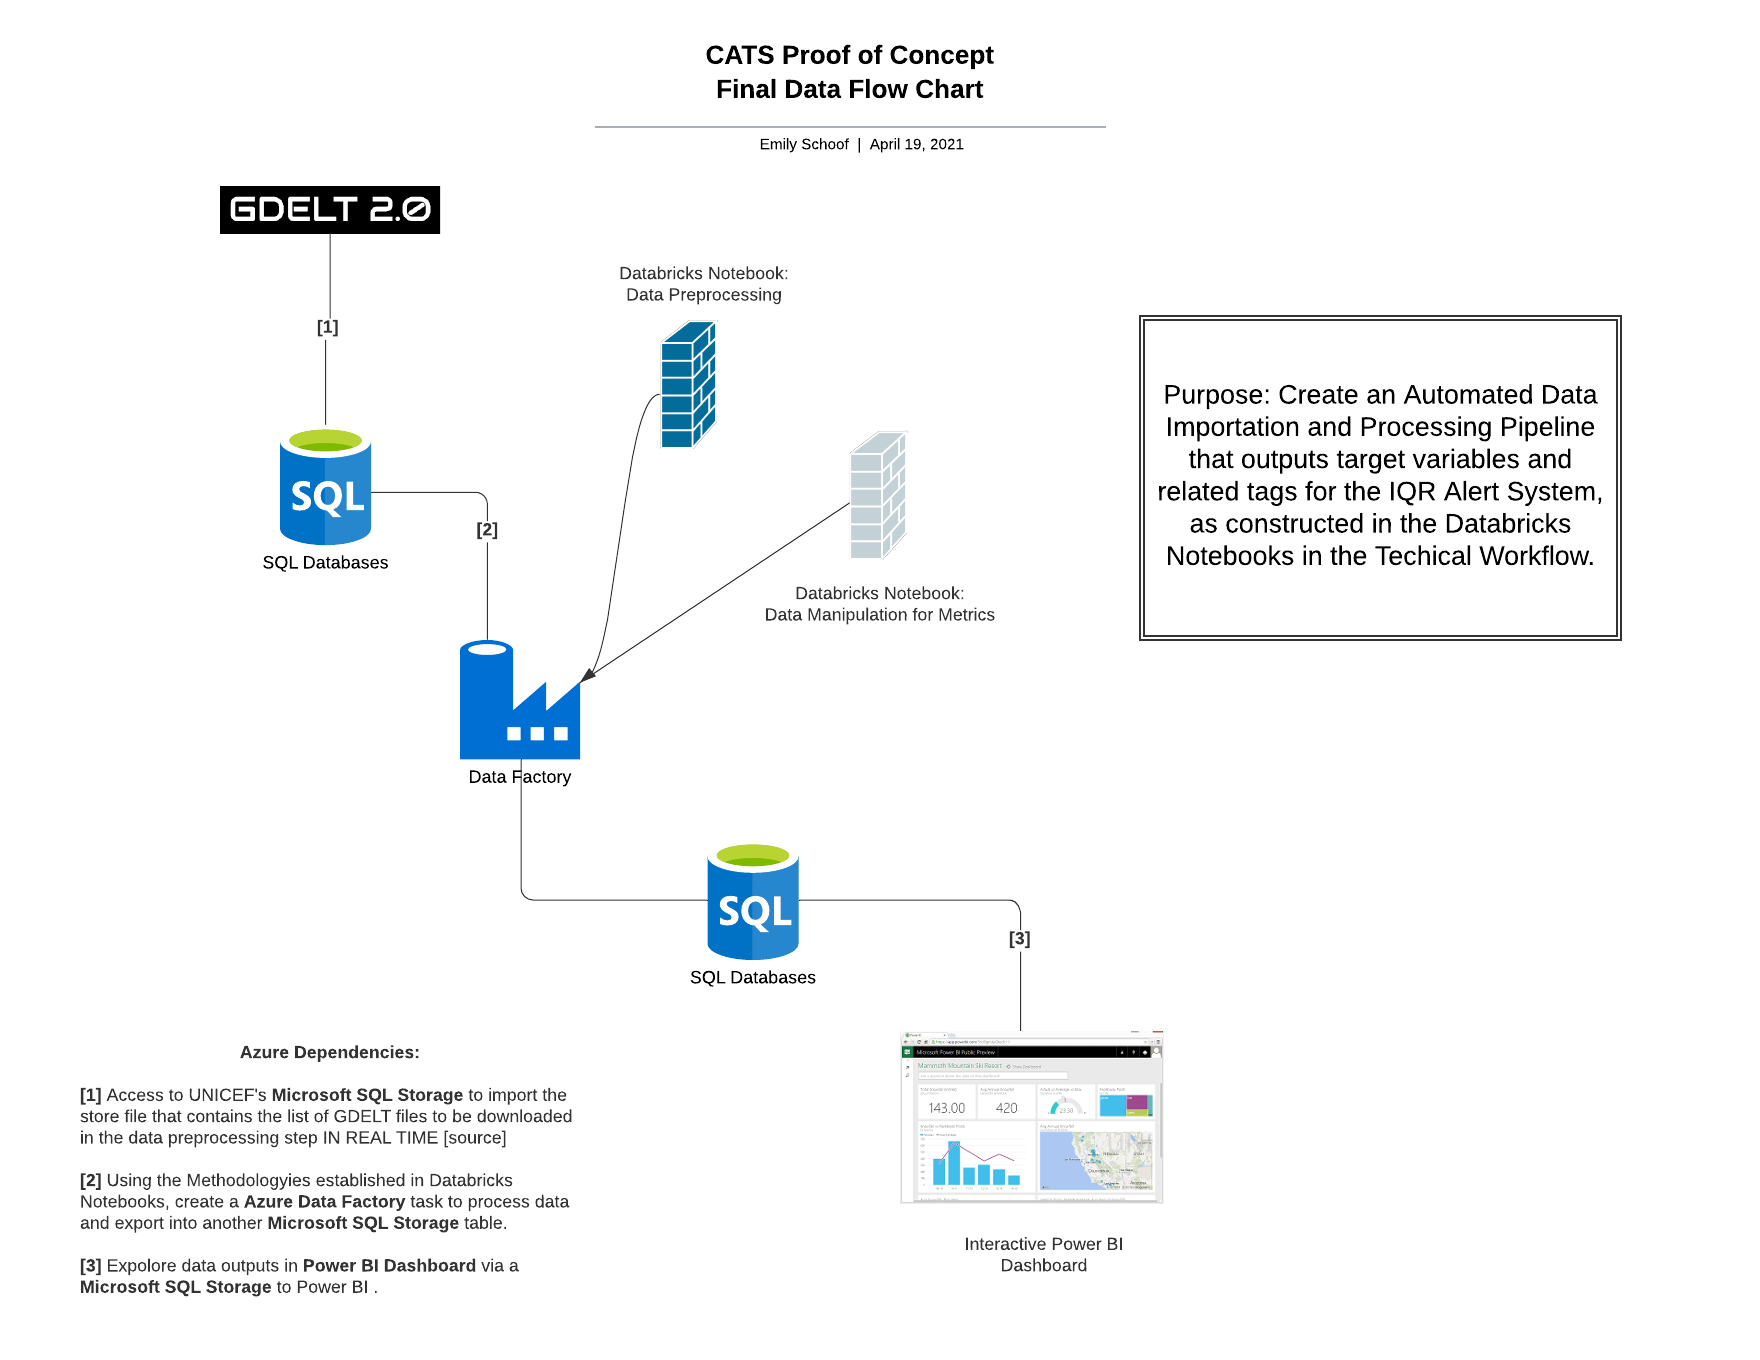 CATS Proof of Concept
Final Data Flow Chart
Emily Schoof | April 19, 2021
GDELT 2.0
[1]
SQL
SQL Databases
[2]
Databricks Notebook:
Data Preprocessing
Databricks Notebook:
Data Manipulation for Metrics
Purpose: Create an Automated Data
Importation and Processing Pipeline
that outputs target variables and
related tags for the IQR Alert System,
as constructed in the Databricks
Notebooks in the Techical Workflow.
Data Factory
SQL
SQL Databases
[3]
Microsoft Power BI Public Preview
Mammoth Mountain Ski Resort
143.00
420
Interactive Power BI
Dashboard
Azure Dependencies:
[1] Access to UNICEF's Microsoft SQL Storage to import the
store file that contains the list of GDELT files to be downloaded
in the data preprocessing step IN REAL TIME [source]
[2] Using the Methodologyies established in Databricks
Notebooks, create a Azure Data Factory task to process data
and export into another Microsoft SQL Storage table.
[3] Expolore data outputs in Power BI Dashboard via a
Microsoft SQL Storage to Power BI .